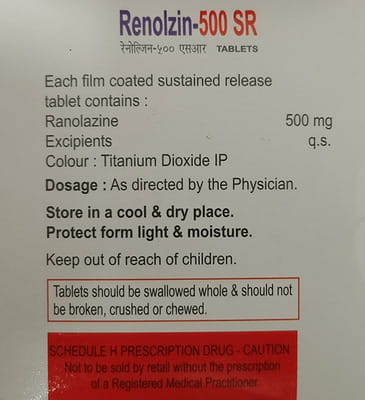 Renolzin-500 SR
रेनोल्जिन-५०० एसआर TABLETS
Each film coated sustained release
tablet contains :
Ranolazine 500 mg
Excipients q.s.
Colour : Titanium Dioxide IP
Dosage : As directed by the Physician.
Store in a cool & dry place.
Protect form light & moisture.
Keep out of reach of children.
Tablets should be swallowed whole & should not
be broken, crushed or chewed.
SCHEDULE H PRESCRIPTION DRUG - CAUTION
Not to be sold by retail without the prescription
of a Registered Medical Practitioner.